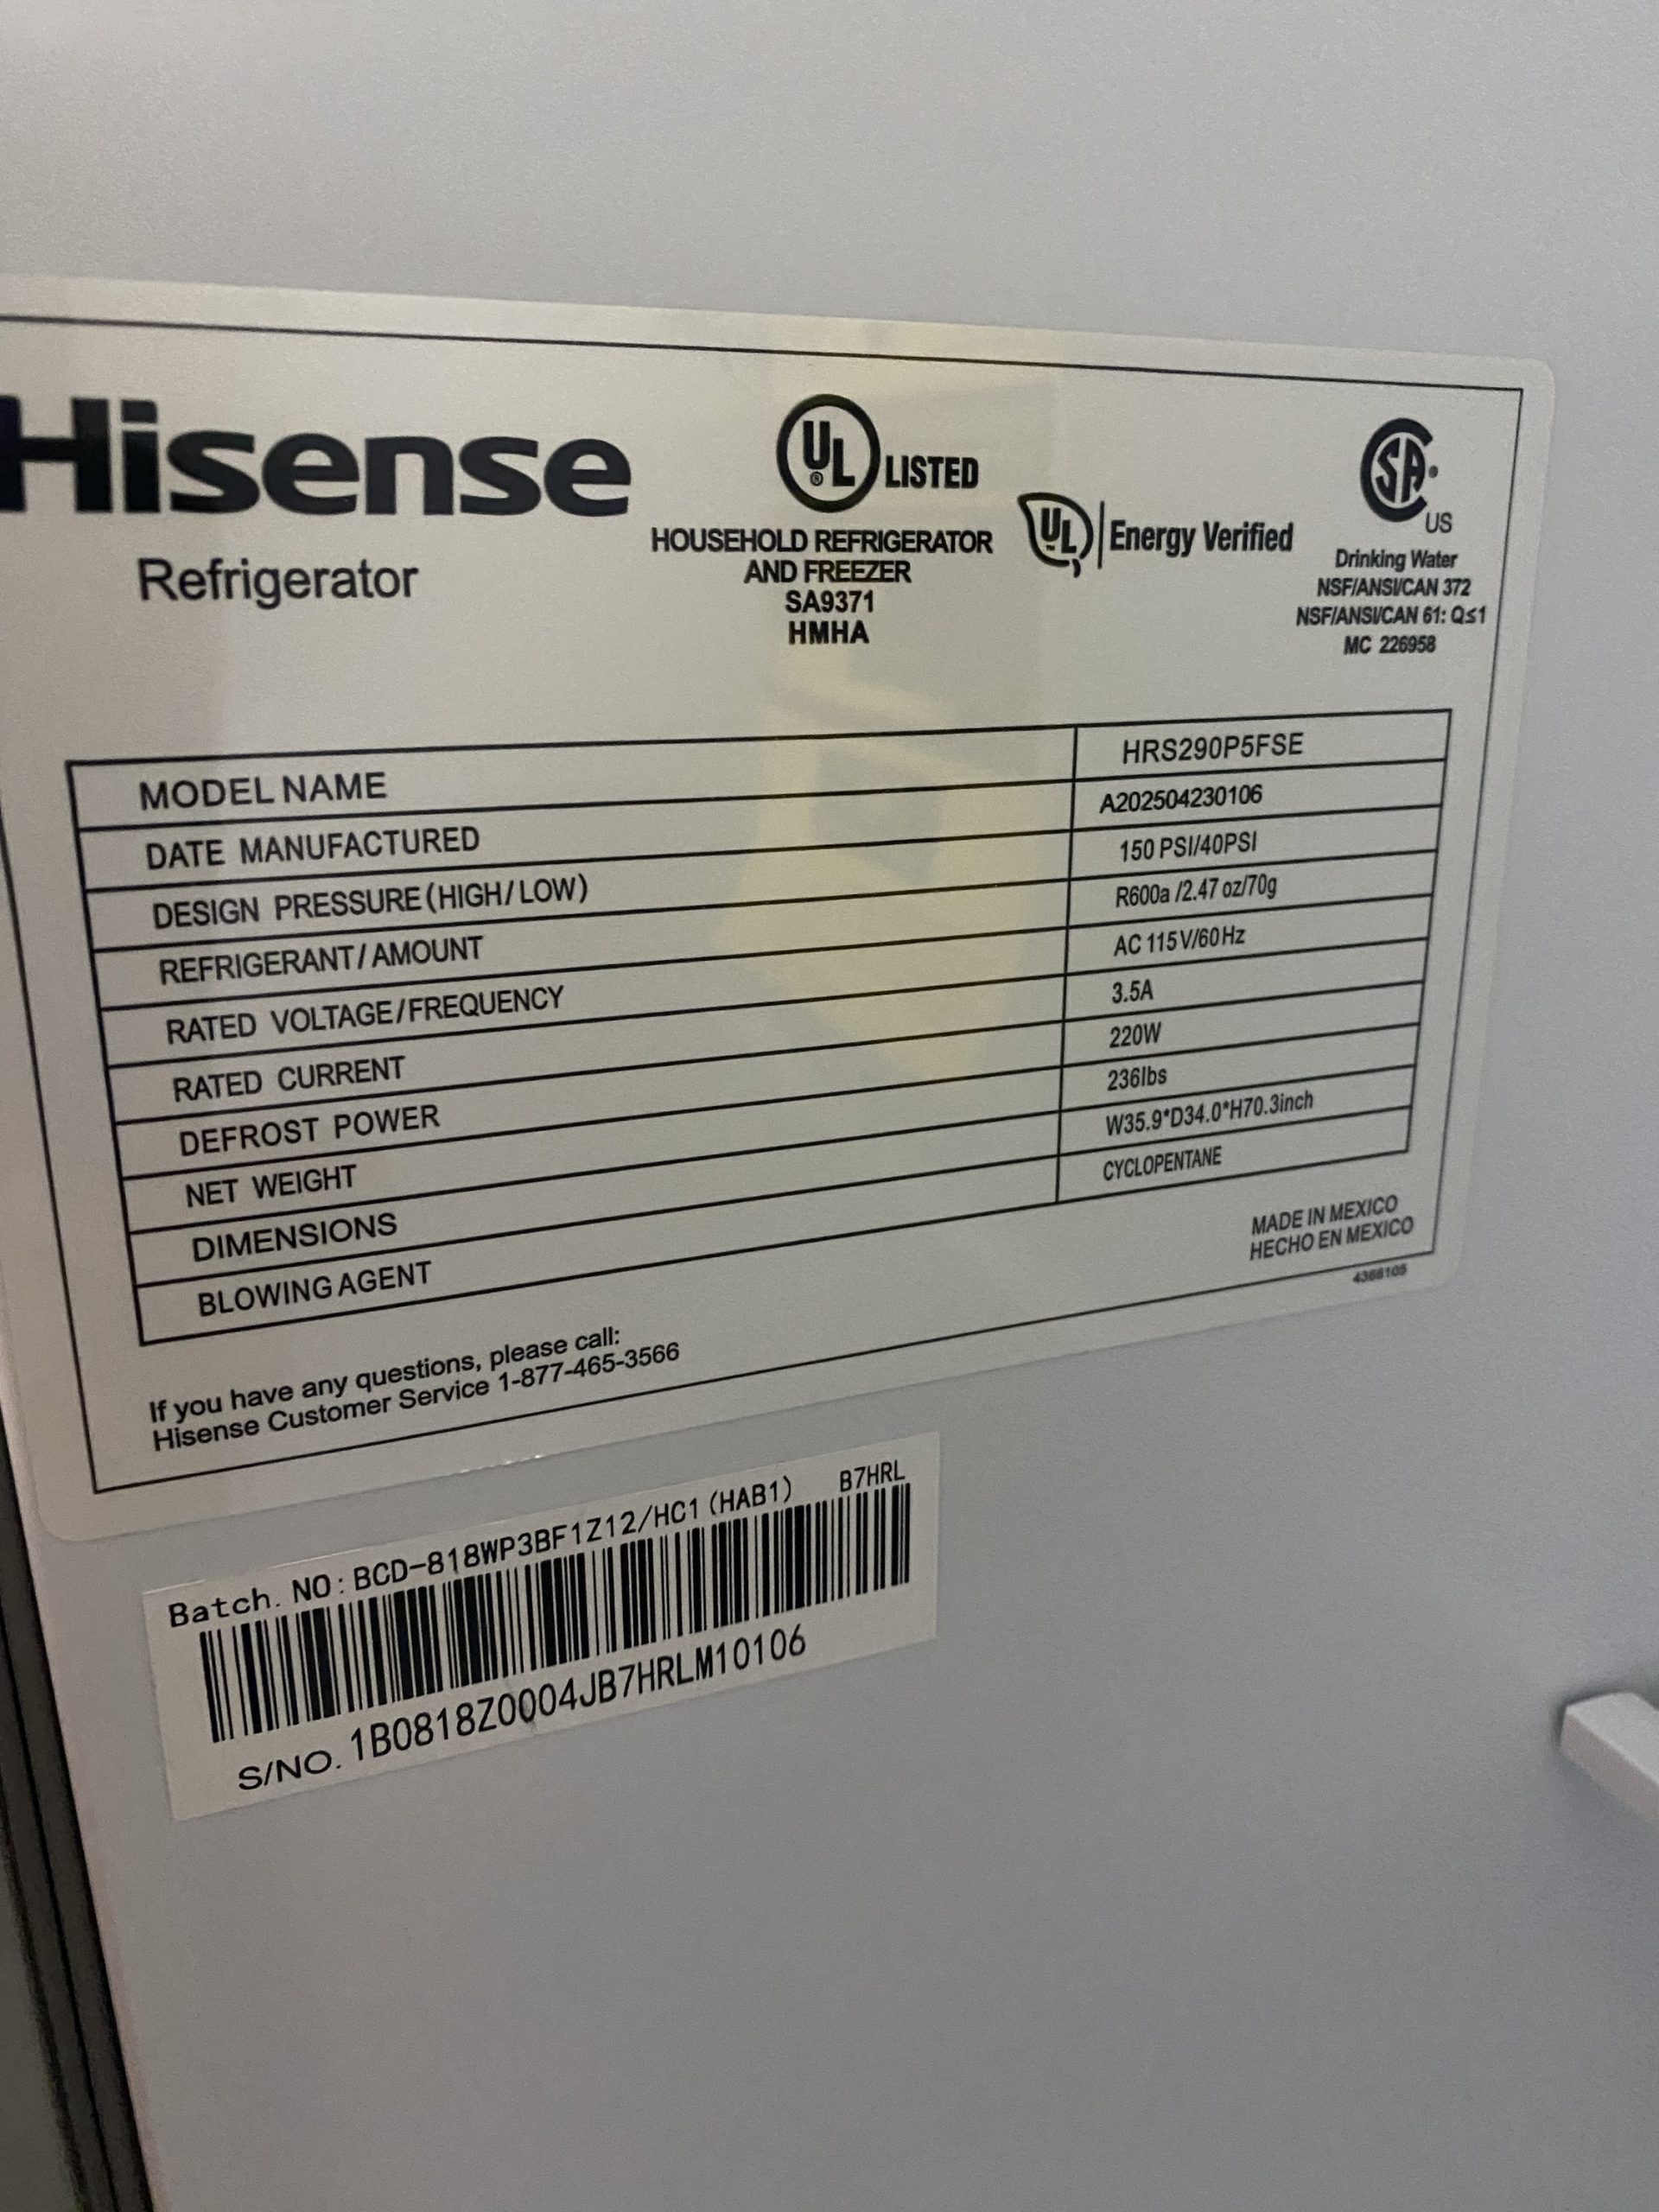 Hisense
Refrigerator
UL® LISTED
HOUSEHOLD REFRIGERATOR
AND FREEZER
SA9371
HMHA
UL Energy Verified
SA
US
Drinking Water
NSF/ANSI/CAN 372
NSF/ANSI/CAN 61: Q≤1
MC 226958
MODEL NAME HRS290P5FSE
DATE MANUFACTURED A202504230106
DESIGN PRESSURE(HIGH/LOW) 150 PSI/40PSI
REFRIGERANT/AMOUNT R600a /2.47 oz/70g
RATED VOLTAGE/FREQUENCY AC 115V/60Hz
RATED CURRENT 3.5A
DEFROST POWER 220W
NET WEIGHT 236lbs
DIMENSIONS W35.9*D34.0*H70.3inch
BLOWING AGENT CYCLOPENTANE
MADE IN MEXICO
HECHO EN MEXICO
4366105
If you have any questions, please call:
Hisense Customer Service 1-877-465-3566
Batch. NO:BCD-818WP3BF1Z12/HC1(HAB1) B7HRL
S/NO. 1B0818Z0004JB7HRLM10106